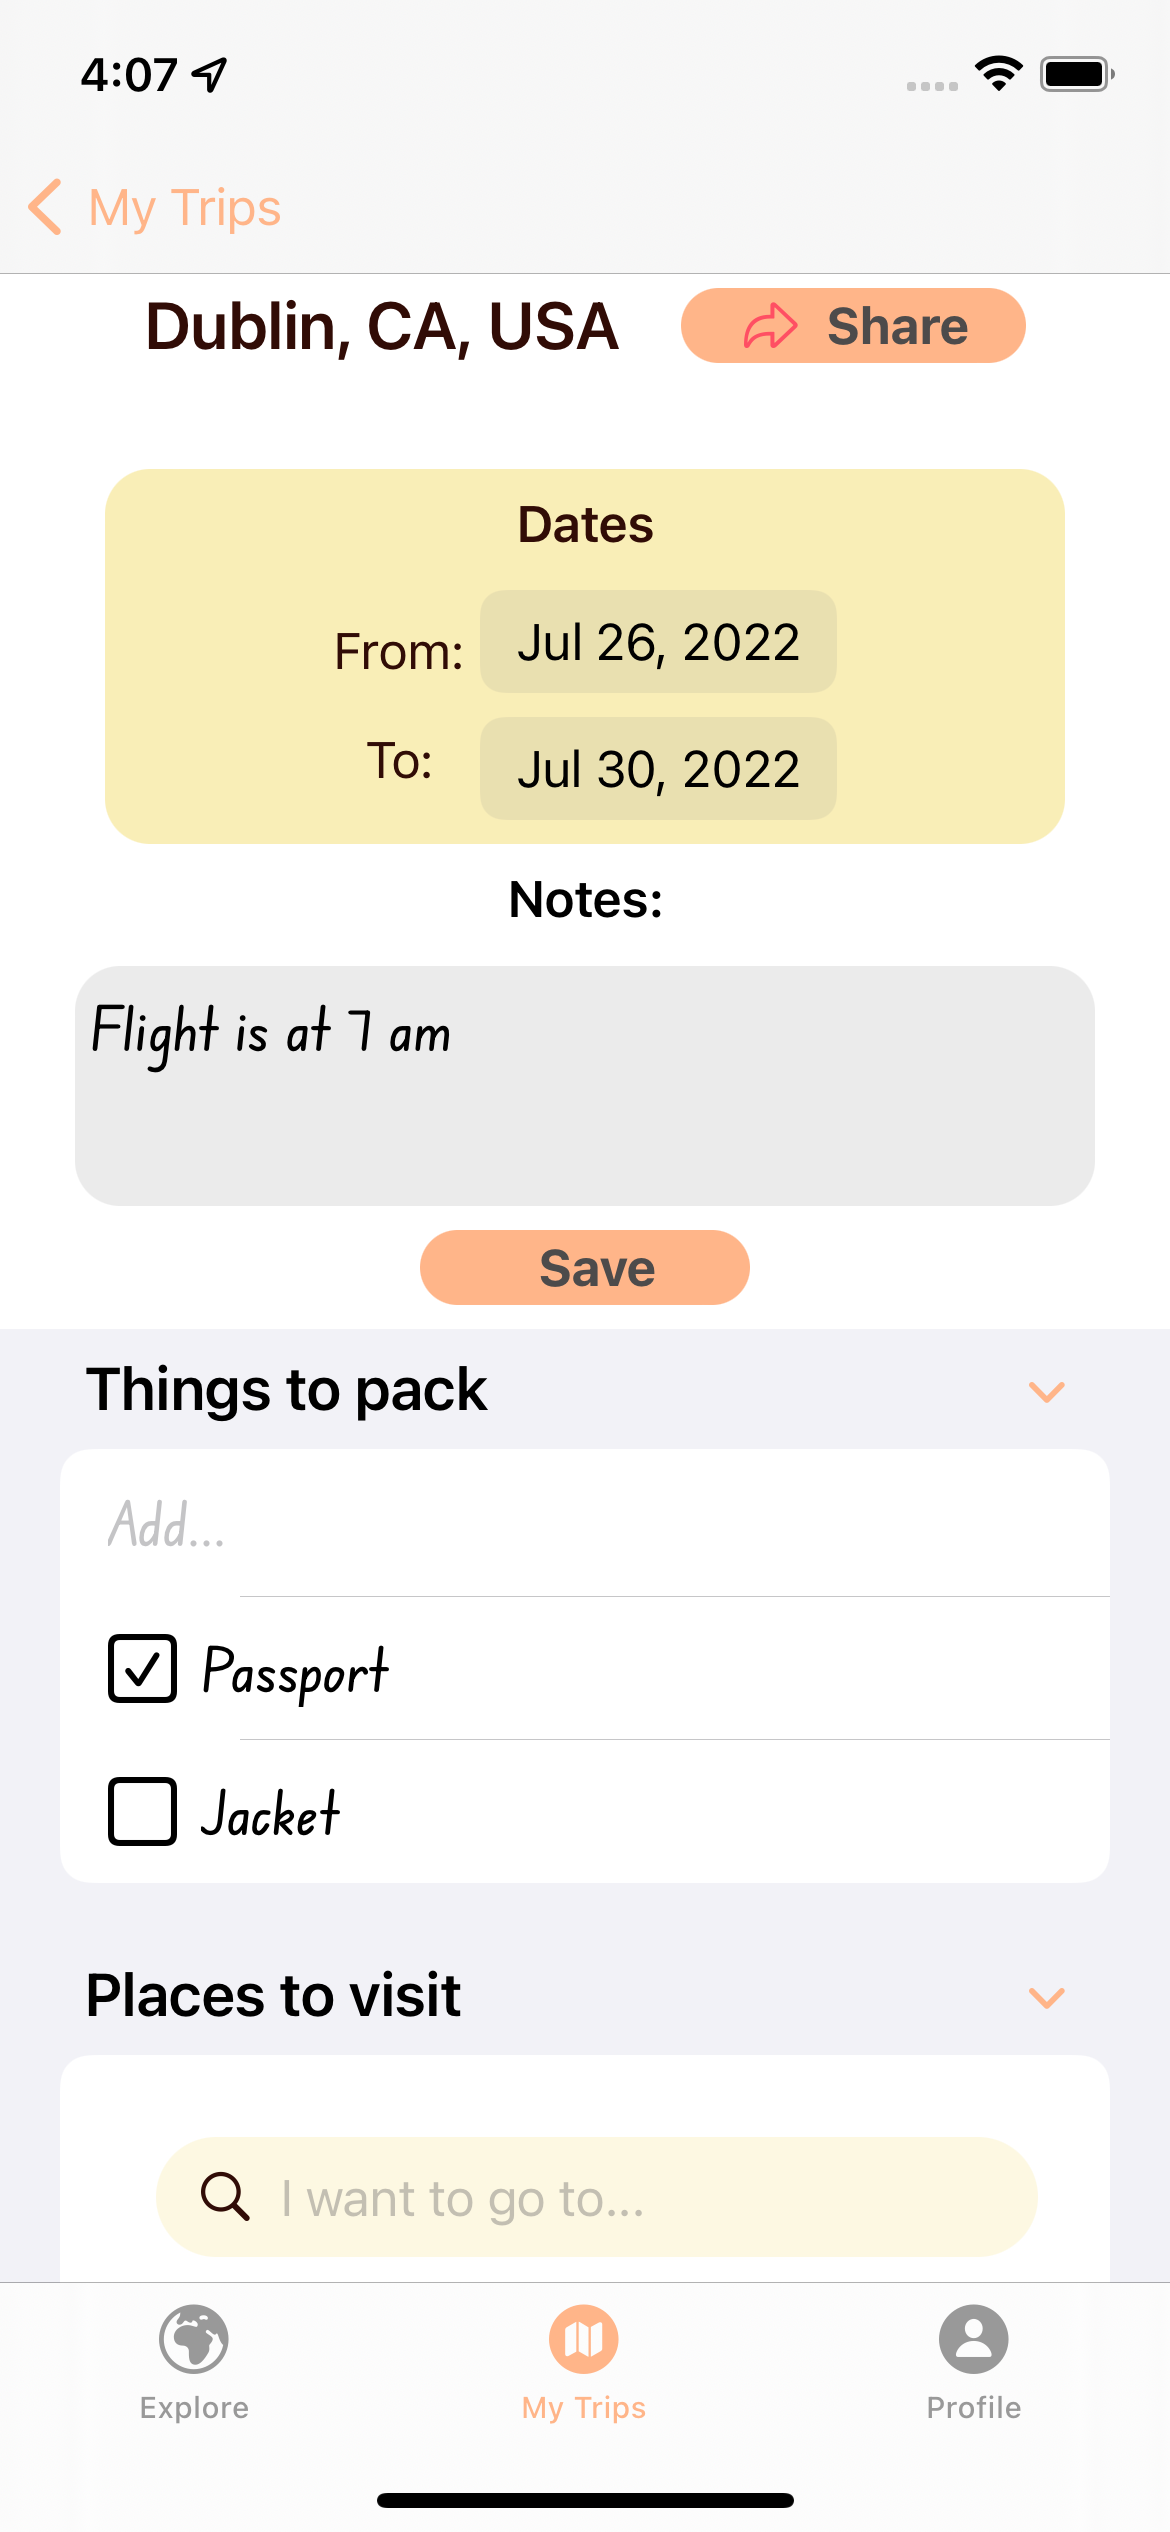 4:07
My Trips
Dublin, CA, USA
Share
Dates
From: Jul 26, 2022
To: Jul 30, 2022
Notes:
Flight is at 7 am
Save
Things to pack
Add...
Passport
Jacket
Places to visit
I want to go to...
Explore My Trips Profile